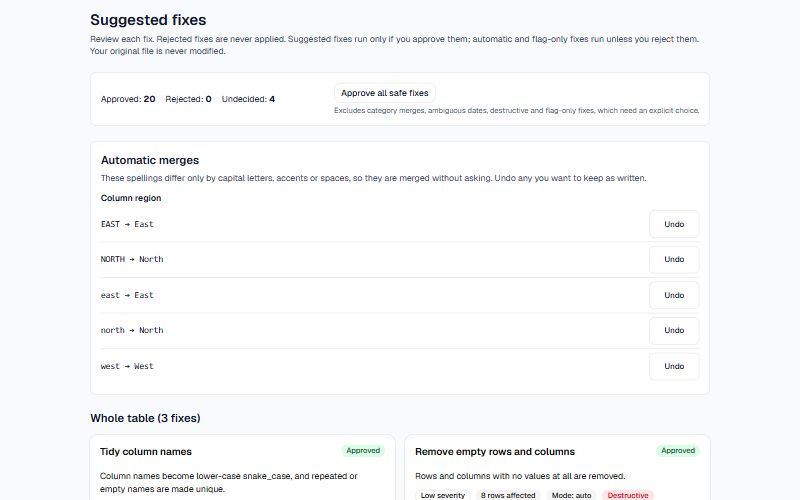 Suggested fixes
Review each fix. Rejected fixes are never applied. Suggested fixes run only if you approve them; automatic and flag-only fixes run unless you reject them.
Your original file is never modified.
Approved: 20 Rejected: 0 Undecided: 4
Approve all safe fixes
Excludes category merges, ambiguous dates, destructive and flag-only fixes, which need an explicit choice.
Automatic merges
These spellings differ only by capital letters, accents or spaces, so they are merged without asking. Undo any you want to keep as written.
Column region
EAST → East Undo
NORTH → North Undo
east → East Undo
north → North Undo
west → West Undo
Whole table (3 fixes)
Tidy column names Approved
Column names become lower-case snake_case, and repeated or
empty names are made unique.
Remove empty rows and columns Approved
Rows and columns with no values at all are removed.
Low severity 8 rows affected Mode: auto Destructive